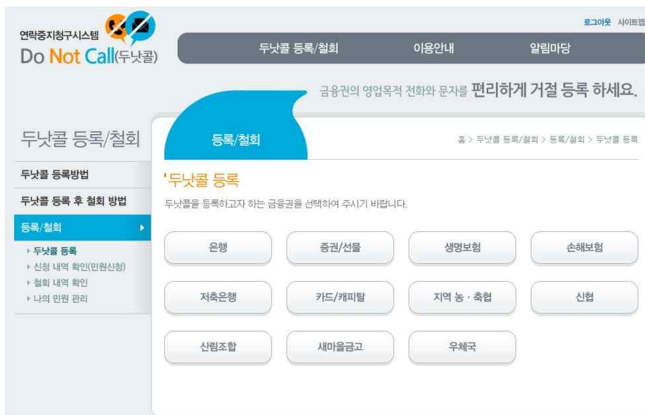 연락중지청구시스템
Do Not Call(두낫콜)
로그아웃 사이트맵
두낫콜 등록/철회 이용안내 알림마당
금융권의 영업목적 전화와 문자를 편리하게 거절 등록 하세요.
두낫콜 등록/철회
두낫콜 등록방법
두낫콜 등록 후 철회 방법
등록/철회
두낫콜 등록
신청 내역 확인(민원신청)
철회 내역 확인
나의 민원 관리
등록/철회
홈 > 두낫콜 등록/철회 > 등록/철회 > 두낫콜 등록
'두낫콜 등록
두낫콜을 등록하고자 하는 금융권을 선택하여 주시기 바랍니다.
은행 증권/선물 생명보험 손해보험
저축은행 카드/캐피탈 지역 농·축협 신협
산림조합 새마을금고 우체국